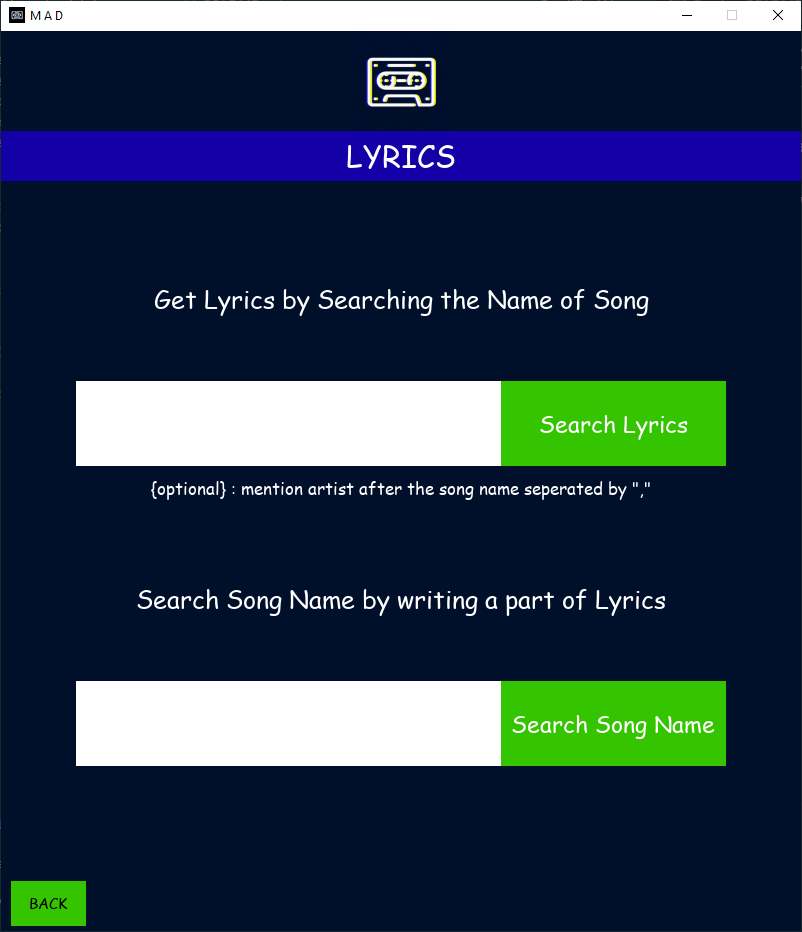 M A D
LYRICS
Get Lyrics by Searching the Name of Song
Search Lyrics
{optional} : mention artist after the song name seperated by ","
Search Song Name by writing a part of Lyrics
Search Song Name
BACK